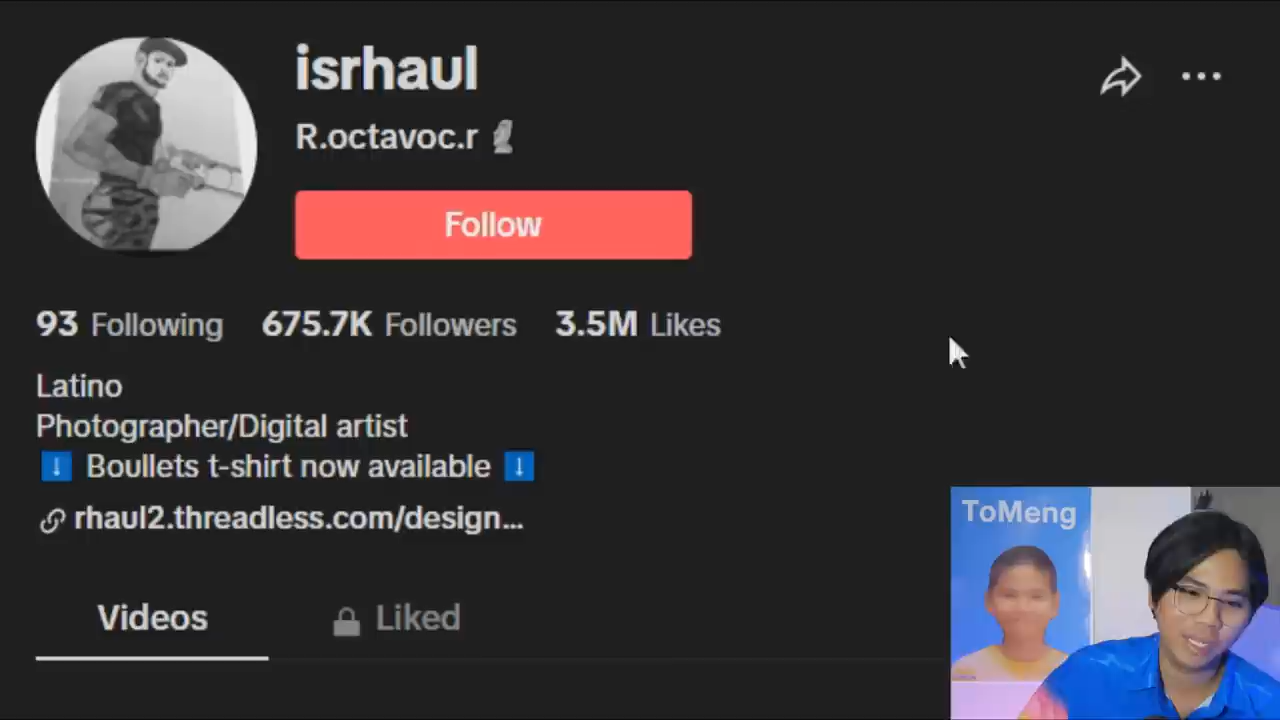 isrhaul
R.octavoc.r 🗿
Follow
93 Following 675.7K Followers 3.5M Likes
Latino
Photographer/Digital artist
⬇️ Boullets t-shirt now available ⬇️
rhaul2.threadless.com/design...
Videos Liked
ToMeng